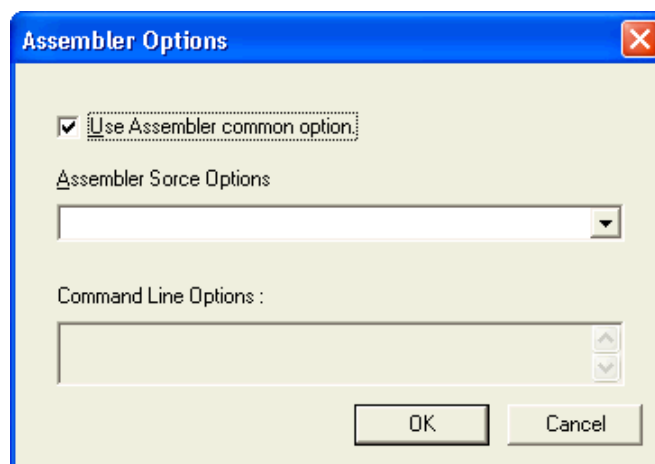 Assembler Options
Use Assembler common option.
Assembler Sorce Options
Command Line Options :
OK
Cancel